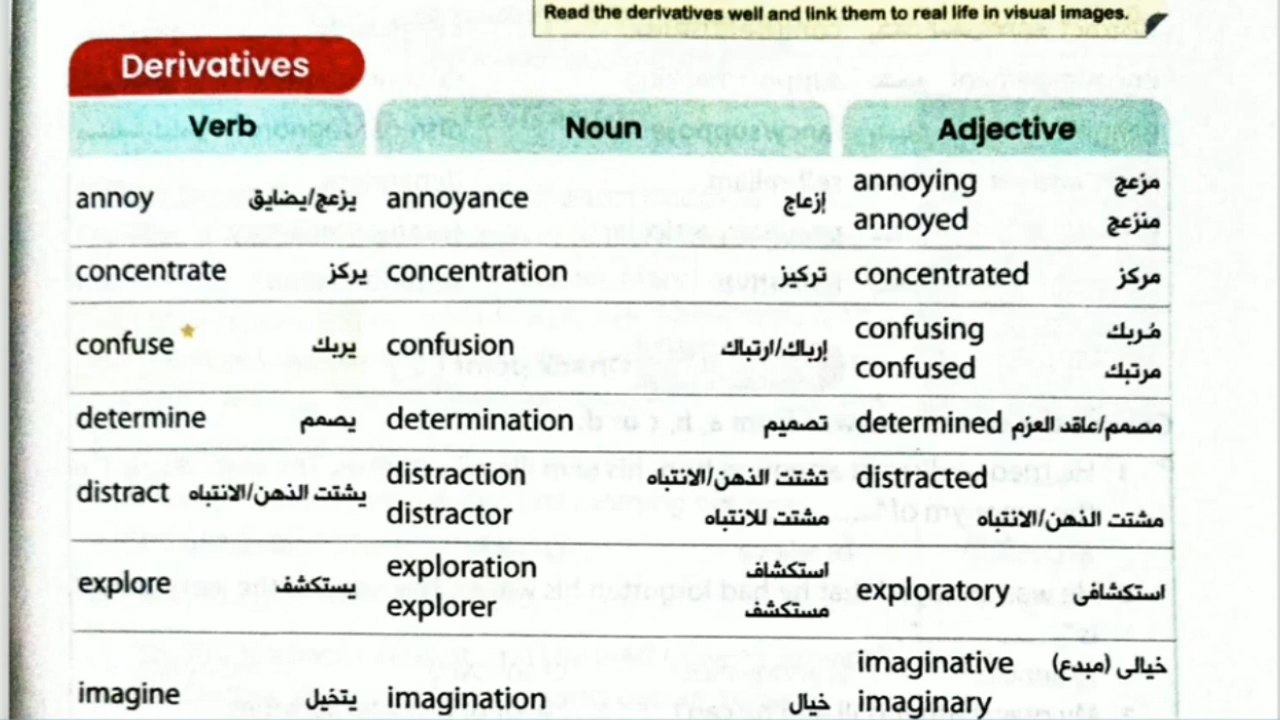 Read the derivatives well and link them to real life in visual images.
Derivatives
Verb Noun Adjective
annoy يزعج/يضايق annoyance إزعاج annoying مزعج
annoyed منزعج
concentrate يركز concentration تركيز concentrated مركز
confuse* يربك confusion إرباك/ارتباك confusing مُربك
confused مرتبك
determine يصمم determination تصميم determined مصمم/عاقد العزم
distract يشتت الذهن/الانتباه distraction تشتت الذهن/الانتباه distracted
distractor مشتت للانتباه مشتت الذهن/الانتباه
explore يستكشف exploration استكشاف exploratory استكشافى
explorer مستكشف
imagine يتخيل imagination خيال imaginative خيالى (مبدع)
imaginary